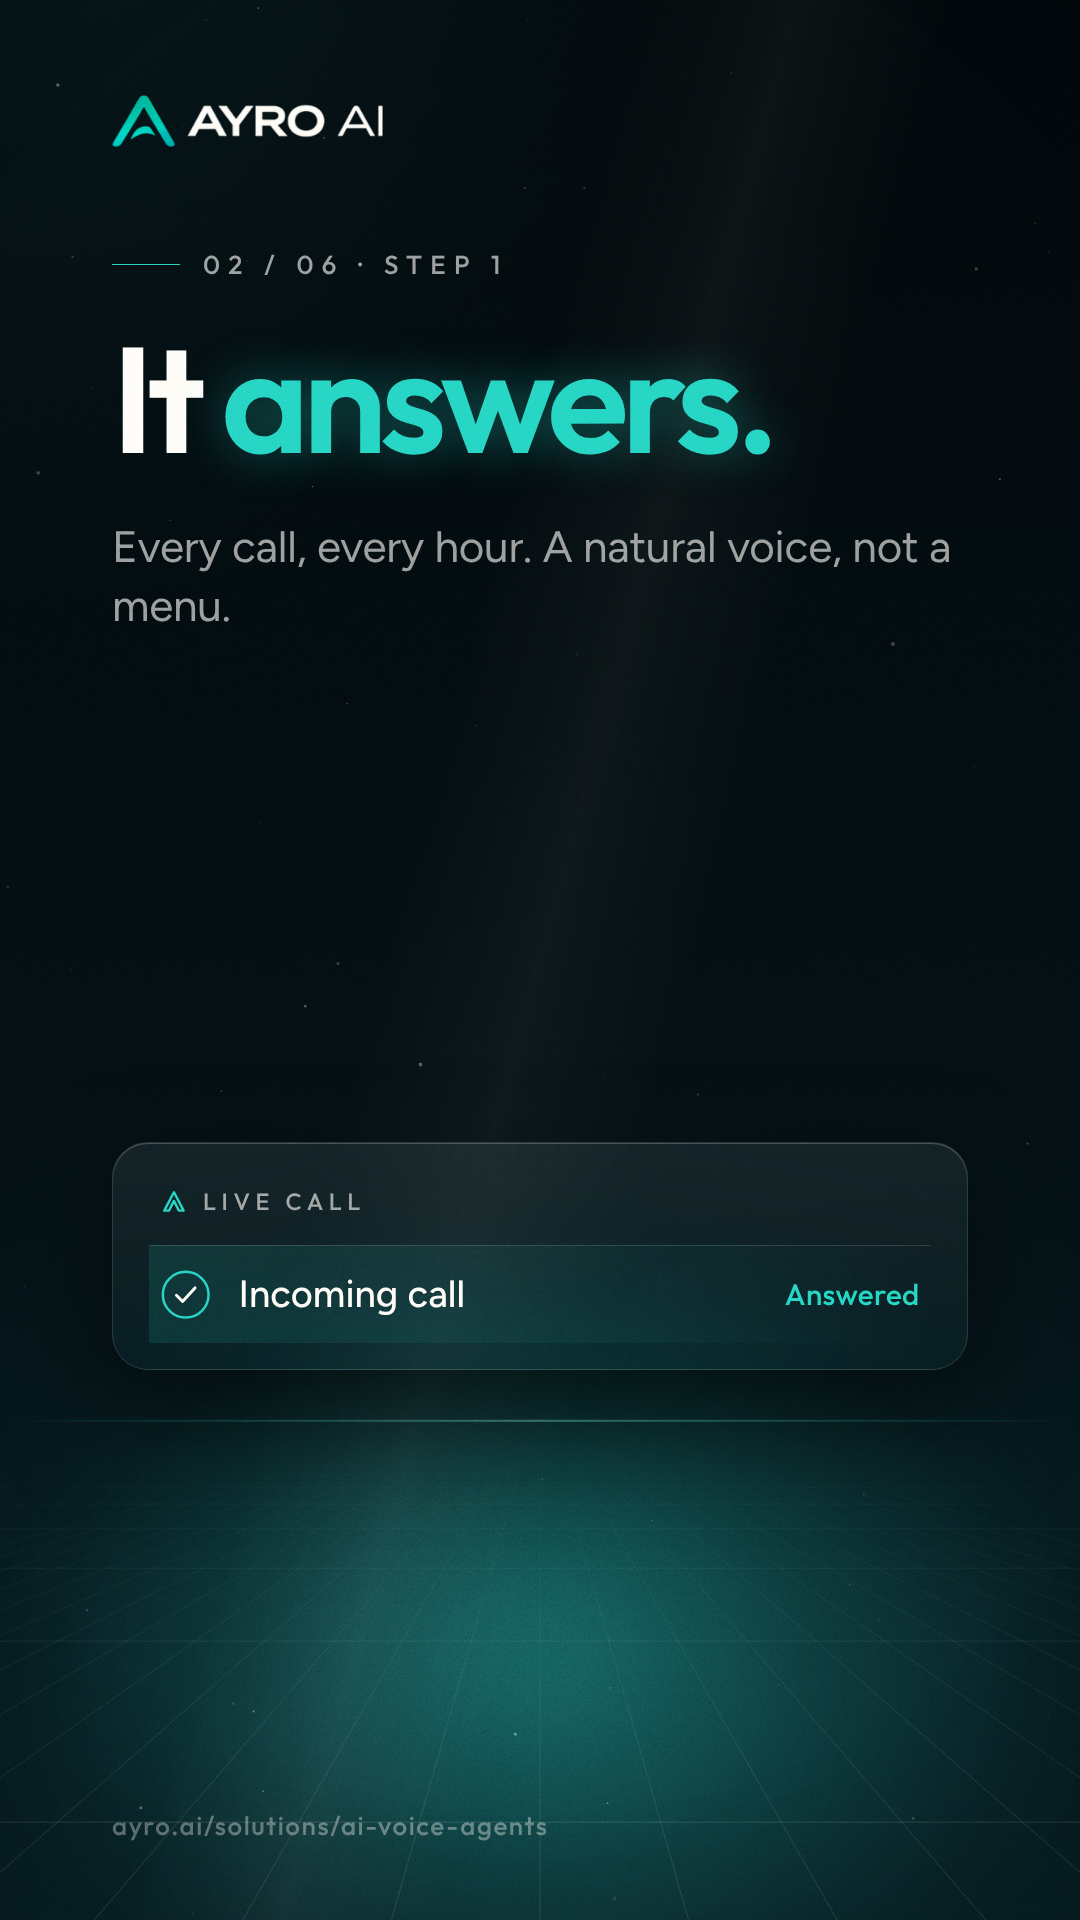 AYRO AI
02 / 06 · STEP 1
It answers.
Every call, every hour. A natural voice, not a
menu.
LIVE CALL
Incoming call
Answered
ayro.ai/solutions/ai-voice-agents